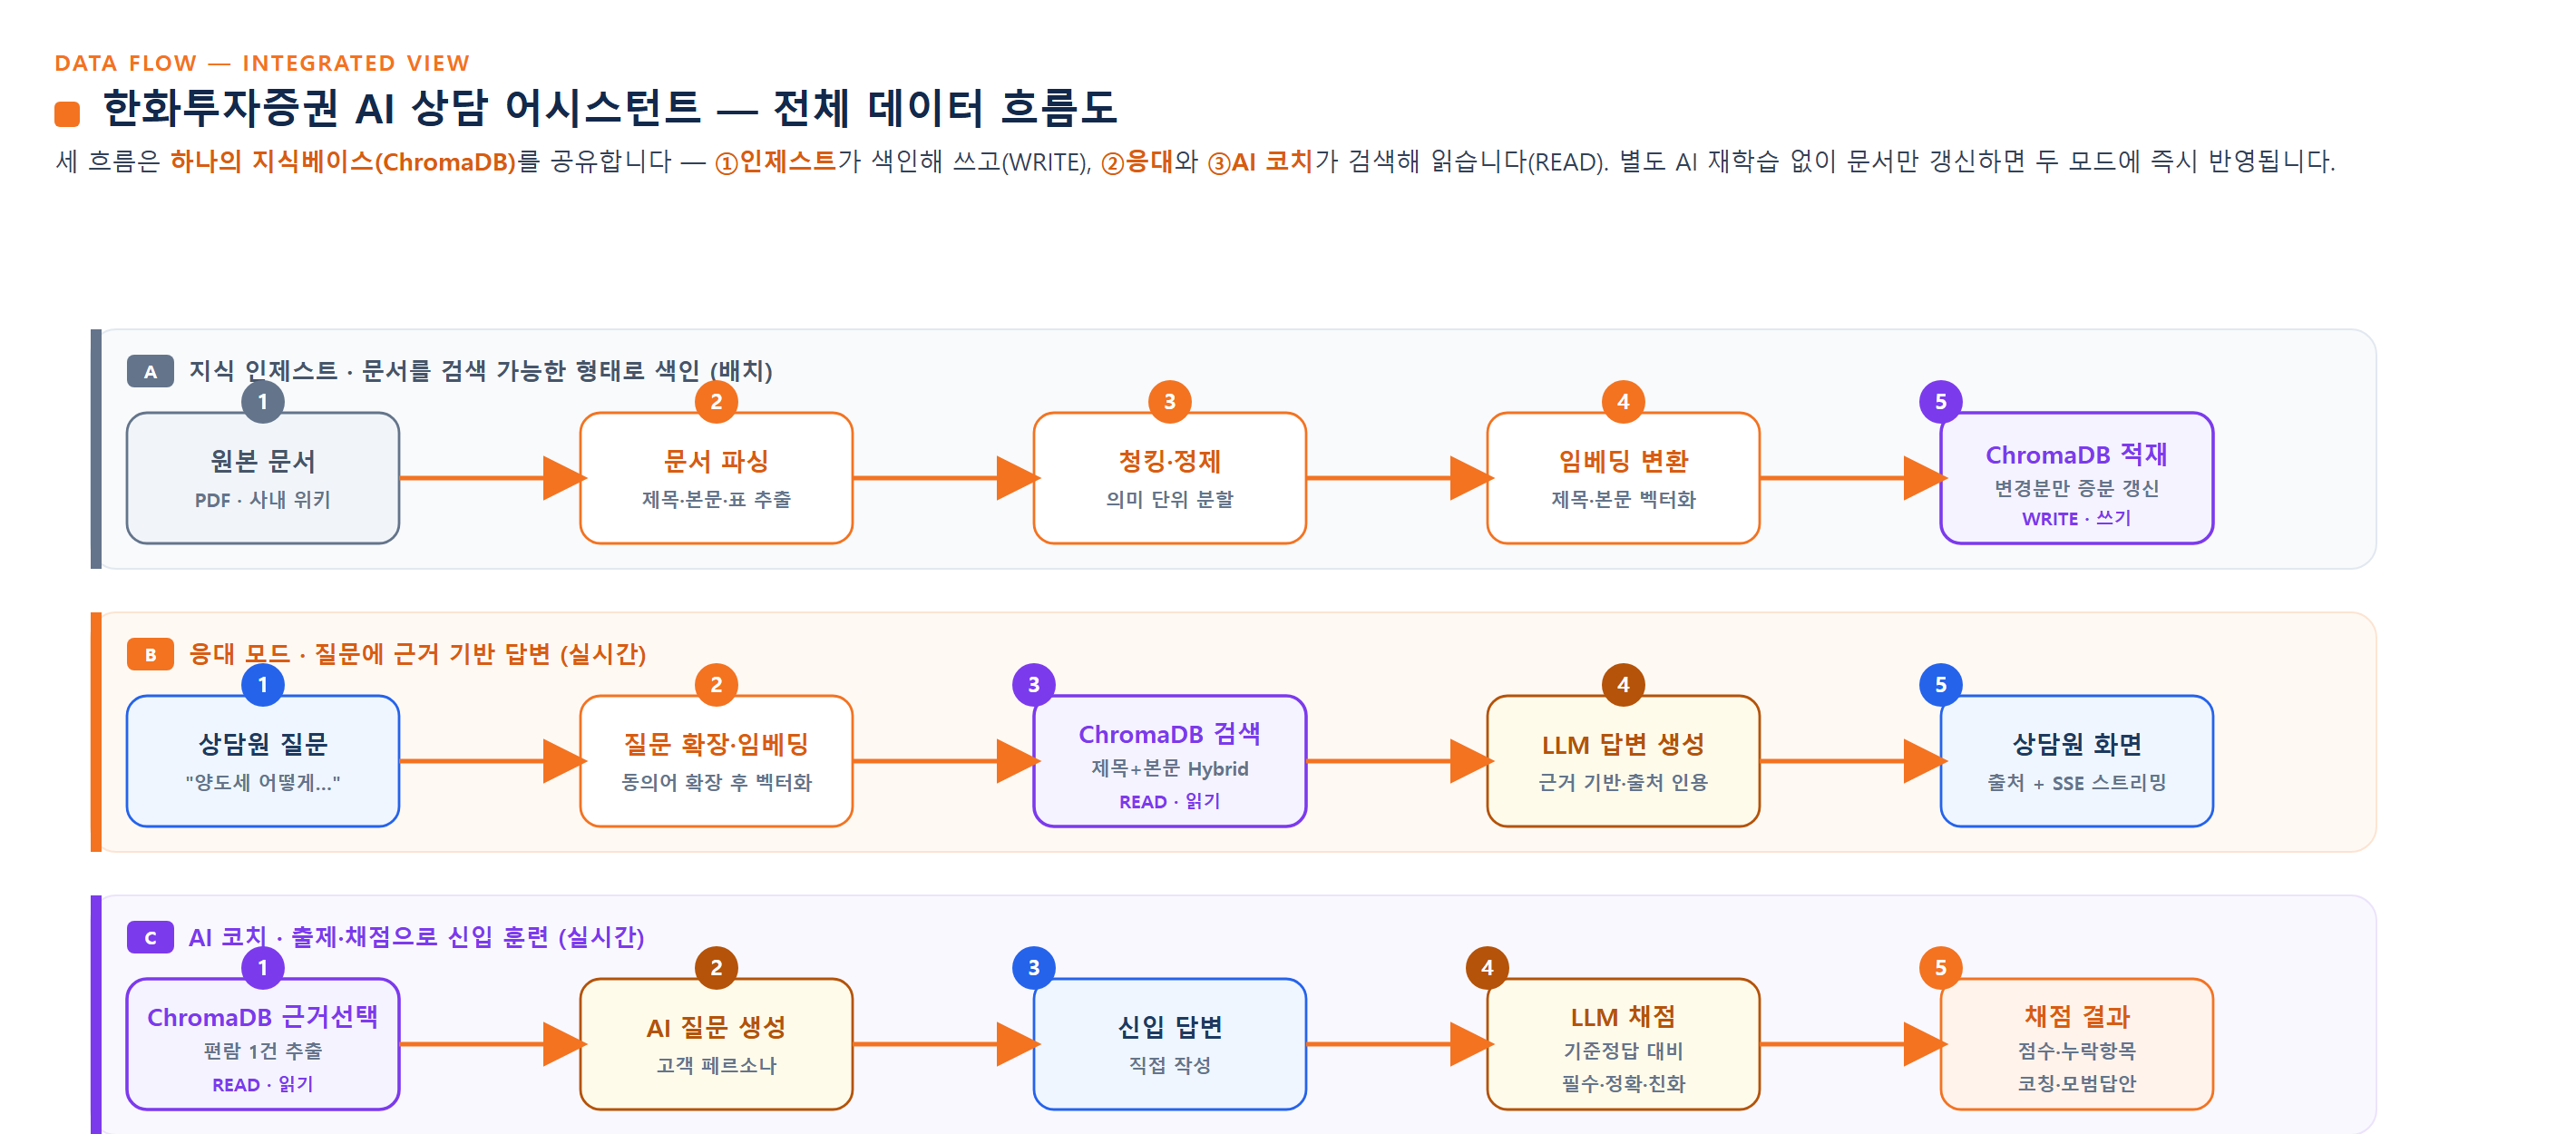 DATA FLOW — INTEGRATED VIEW
한화투자증권 AI 상담 어시스턴트 — 전체 데이터 흐름도
세 흐름은 하나의 지식베이스(ChromaDB)를 공유합니다 — ①인제스트가 색인해 쓰고(WRITE), ②응대와 ③AI 코치가 검색해 읽습니다(READ). 별도 AI 재학습 없이 문서만 갱신하면 두 모드에 즉시 반영됩니다.
A 지식 인제스트 · 문서를 검색 가능한 형태로 색인 (배치)
1
원본 문서
PDF · 사내 위키
2
문서 파싱
제목·본문·표 추출
3
청킹·정제
의미 단위 분할
4
임베딩 변환
제목·본문 벡터화
5
ChromaDB 적재
변경분만 증분 갱신
WRITE · 쓰기
B 응대 모드 · 질문에 근거 기반 답변 (실시간)
1
상담원 질문
"양도세 어떻게..."
2
질문 확장·임베딩
동의어 확장 후 벡터화
3
ChromaDB 검색
제목+본문 Hybrid
READ · 읽기
4
LLM 답변 생성
근거 기반·출처 인용
5
상담원 화면
출처 + SSE 스트리밍
C AI 코치 · 출제·채점으로 신입 훈련 (실시간)
1
ChromaDB 근거선택
편람 1건 추출
READ · 읽기
2
AI 질문 생성
고객 페르소나
3
신입 답변
직접 작성
4
LLM 채점
기준정답 대비
필수·정확·친화
5
채점 결과
점수·누락항목
코칭·모범답안